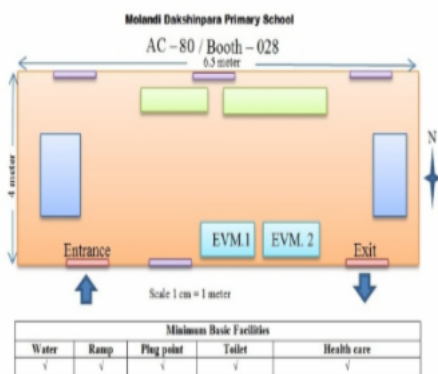 Molandi Dakshinpara Primary School
AC – 80 / Booth – 028
6.5 meter
4 meter
N
EVM.1 EVM. 2
Entrance Exit
Scale 1 cm = 1 meter
Minimum Basic Facilities
Water Ramp Plug point Toilet Health care
√ √ √ √ √